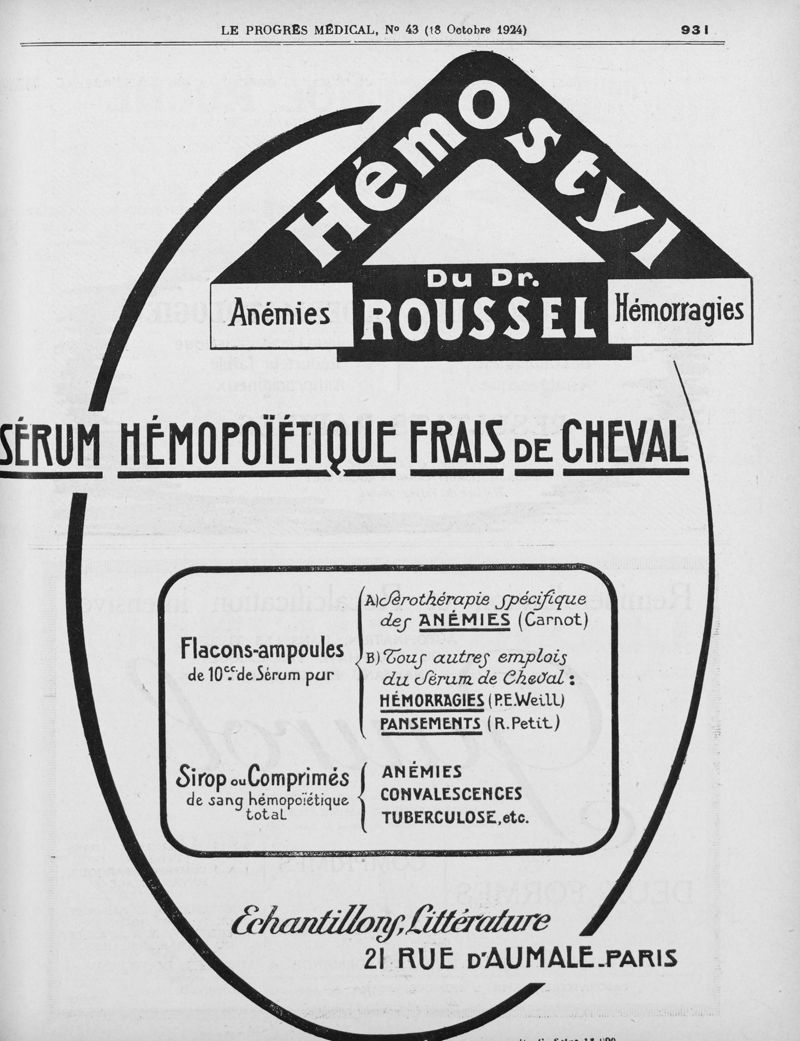 LE PROGRÈS MÉDICAL, No 43 (18 Octobre 1924)
931
Hémostyl
Du Dr.
Anémies
ROUSSEL
Hémorragies
SÉRUM HÉMOPOÏÉTIQUE FRAIS DE CHEVAL
Flacons-ampoules
de 10cc. de Sérum pur
A) Sérothérapie spécifique
des ANÉMIES (Carnot)
B) Tous autres emplois
du Sérum de Cheval :
HÉMORRAGIES (P.E.Weill)
PANSEMENTS (R.Petit)
Sirop ou Comprimés
de sang hémopoïétique
total
ANÉMIES
CONVALESCENCES
TUBERCULOSE, etc.
Echantillons, Littérature
21 RUE D'AUMALE-PARIS